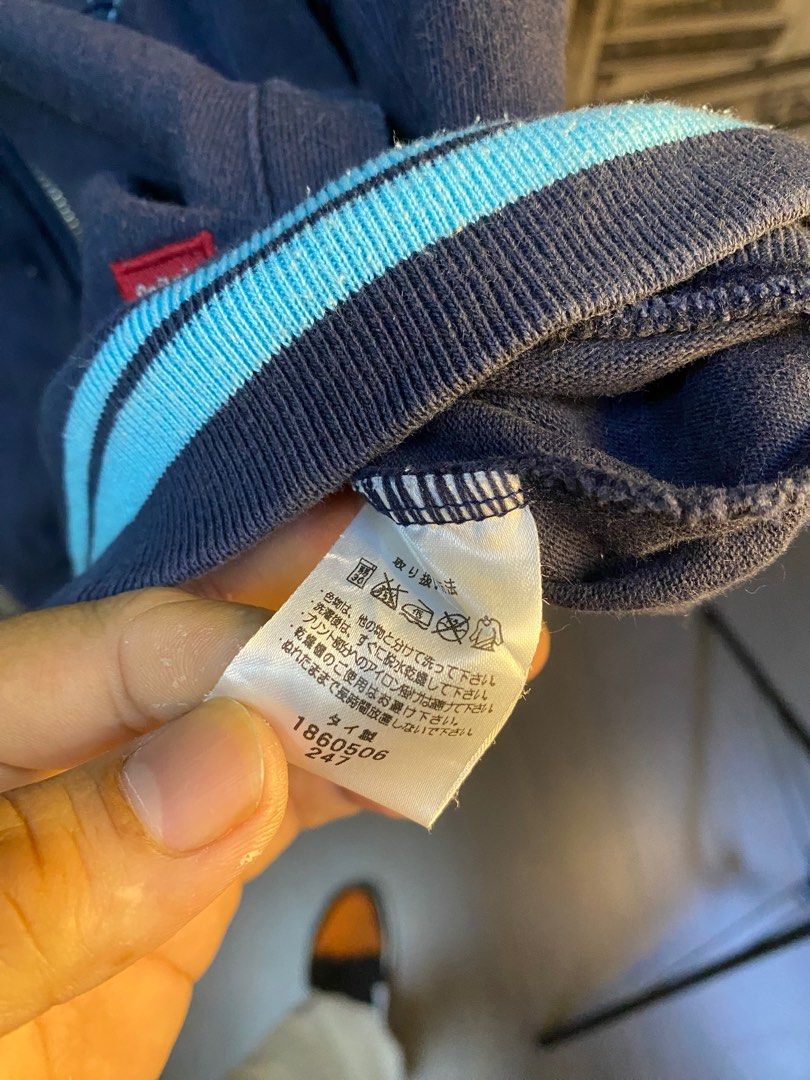 取り扱い方法
・色物は、他の物と分けて洗って下さい。
・洗濯後は、すぐに脱水乾燥して下さい。
・プリント部分へのアイロン掛けは避けて下さい。
・乾燥機のご使用はお避け下さい。
ぬれたままで長時間放置しないで下さい。
タイ製
1860506
247